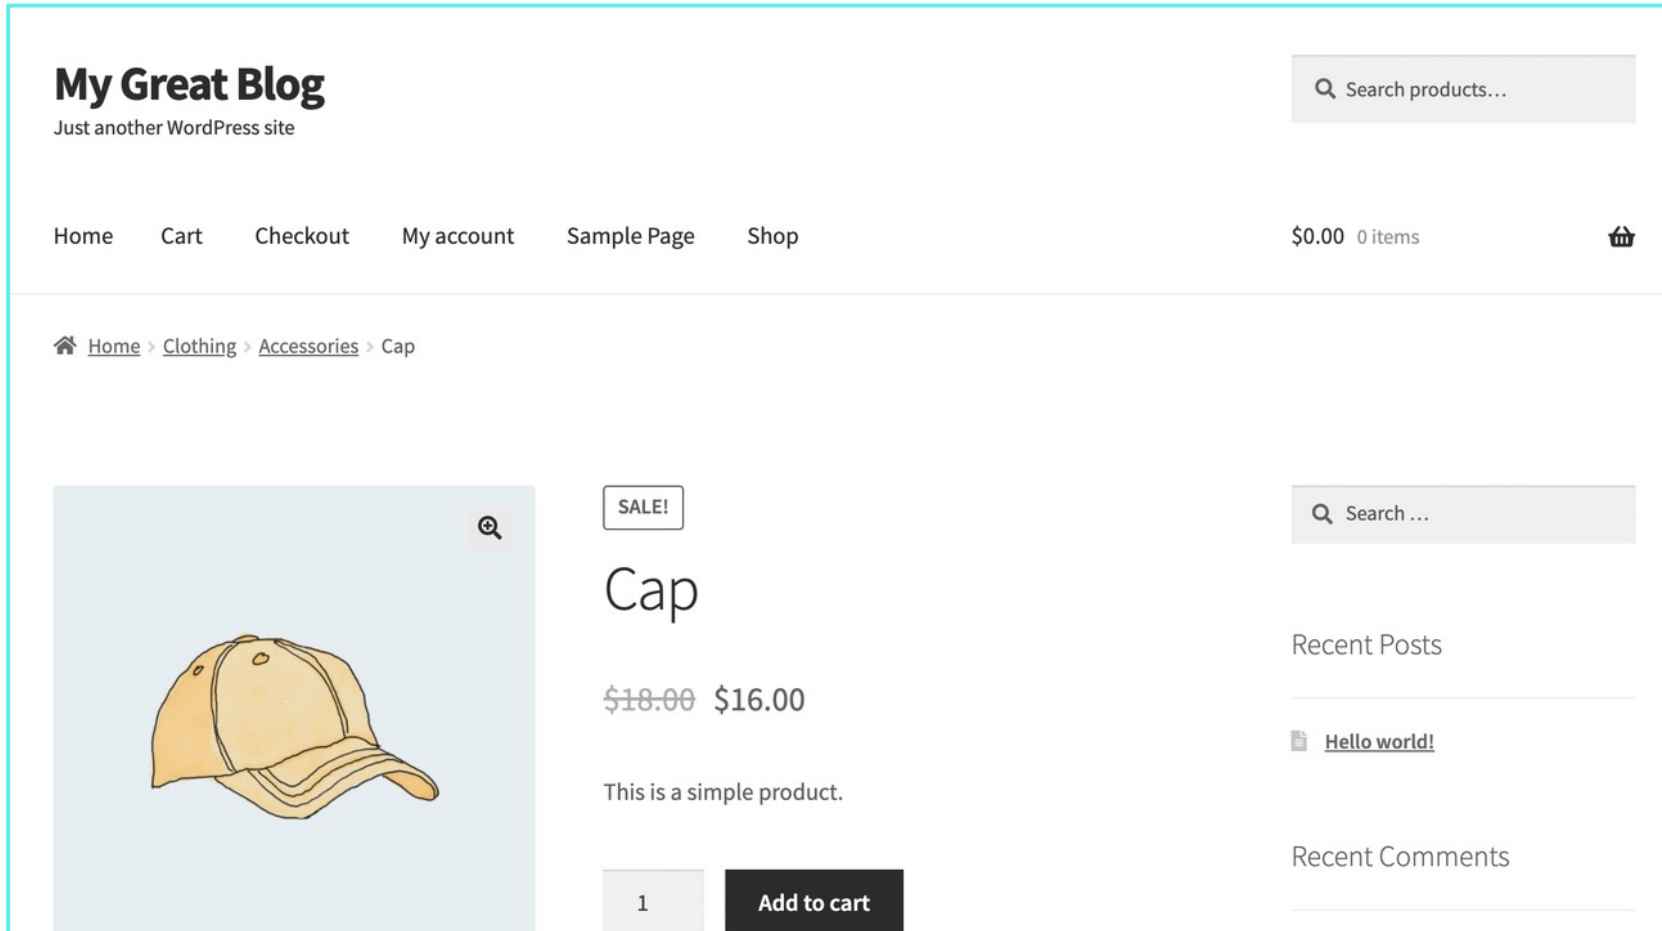 My Great Blog
Just another WordPress site
Search products…
Home Cart Checkout My account Sample Page Shop
$0.00 0 items
Home › Clothing › Accessories › Cap
SALE!
Cap
$18.00 $16.00
This is a simple product.
1 Add to cart
Search …
Recent Posts
Hello world!
Recent Comments